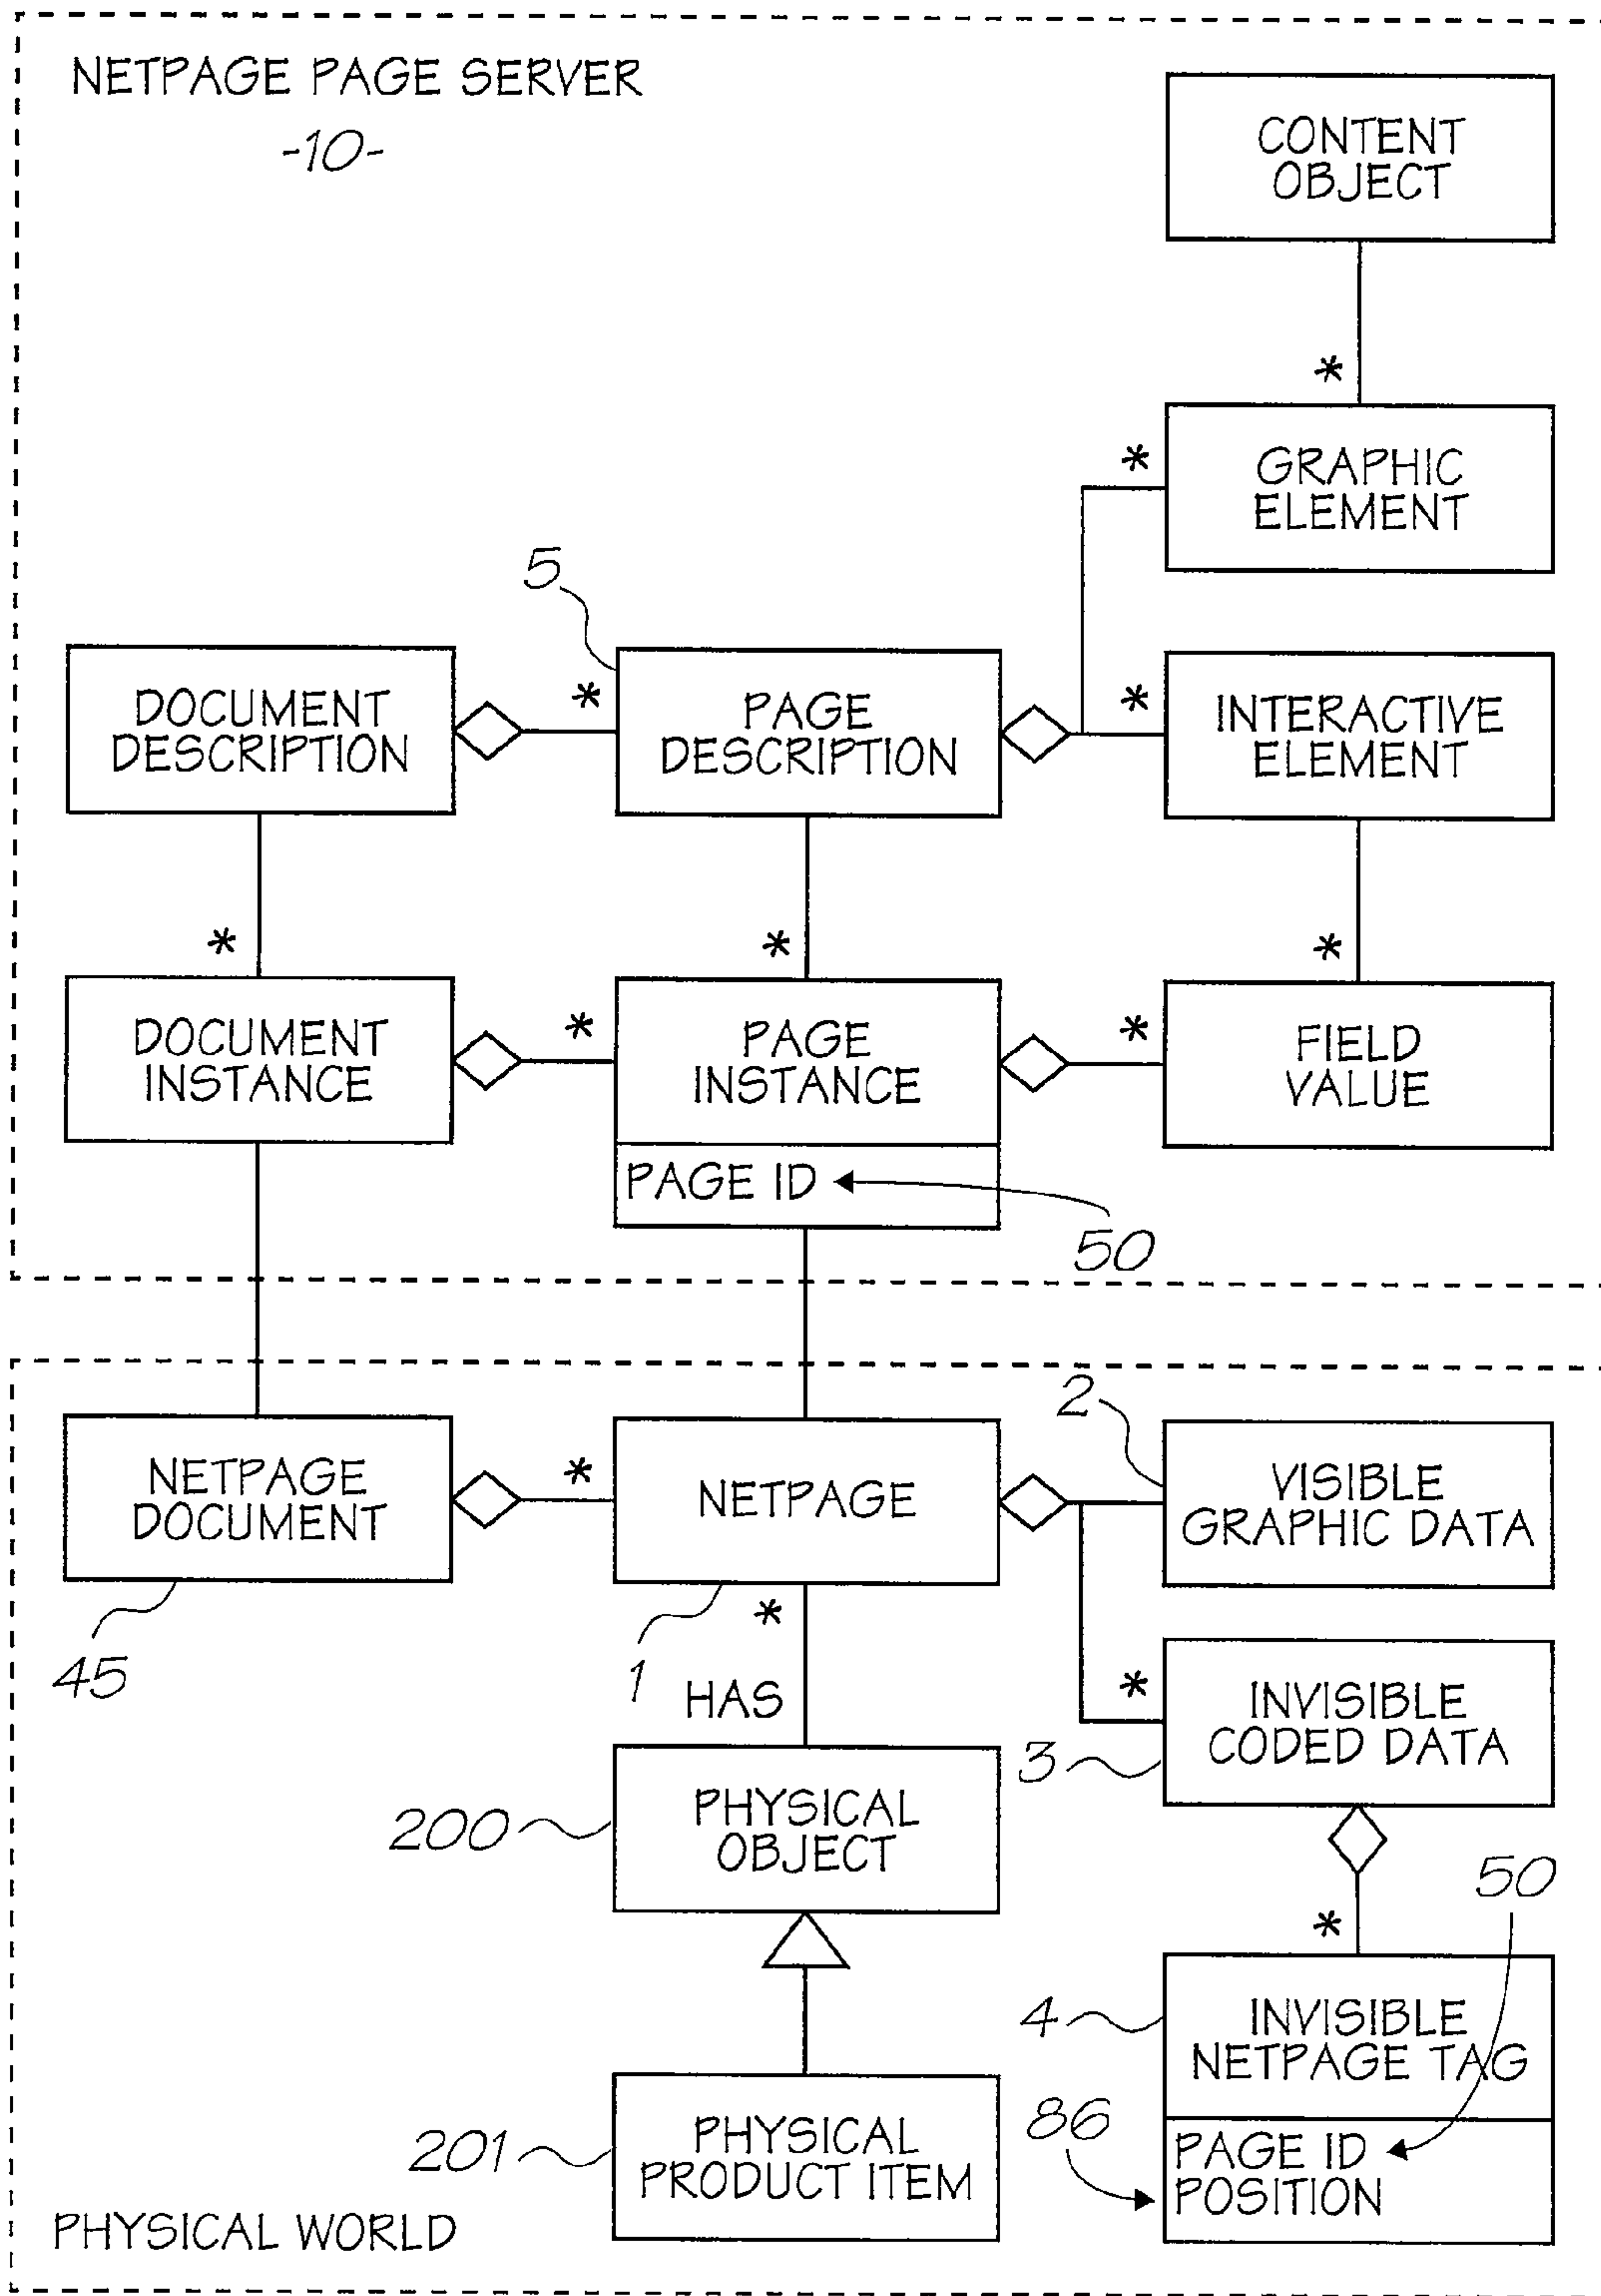 NETPAGE PAGE SERVER
-10-
CONTENT
OBJECT
*
*
GRAPHIC
ELEMENT
5
DOCUMENT
DESCRIPTION
*
PAGE
DESCRIPTION
*
INTERACTIVE
ELEMENT
*
*
*
DOCUMENT
INSTANCE
*
PAGE
INSTANCE
*
FIELD
VALUE
PAGE ID
50
2
NETPAGE
DOCUMENT
*
NETPAGE
VISIBLE
GRAPHIC DATA
45
1
*
HAS
*
INVISIBLE
CODED DATA
3
200
PHYSICAL
OBJECT
50
*
4
INVISIBLE
NETPAGE TAG
86
PAGE ID
POSITION
201
PHYSICAL
PRODUCT ITEM
PHYSICAL WORLD